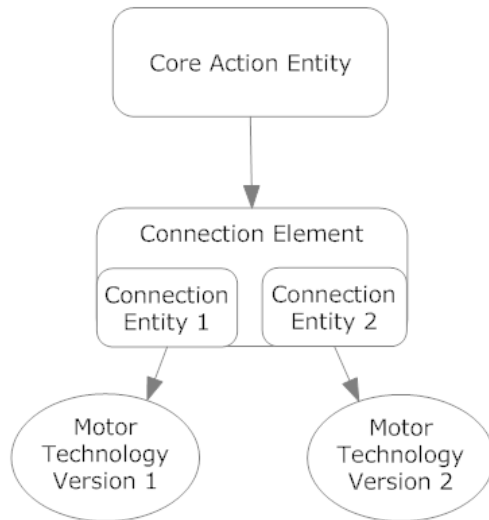 Core Action Entity
Connection Element
Connection
Entity 1
Connection
Entity 2
Motor
Technology
Version 1
Motor
Technology
Version 2